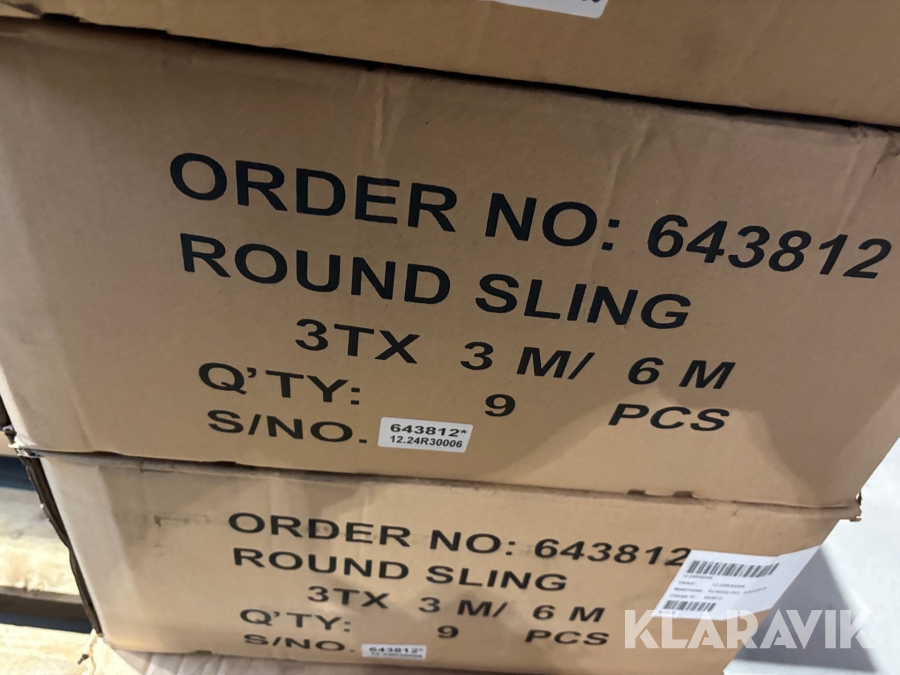 ORDER NO: 643812
ROUND SLING
3TX 3 M/ 6 M
Q'TY: 9 PCS
S/NO. 643812*
12.24R30006
ORDER NO: 643812
ROUND SLING
3TX 3 M/ 6 M
Q'TY: 9 PCS
S/NO. 643812*
KLARAVIK